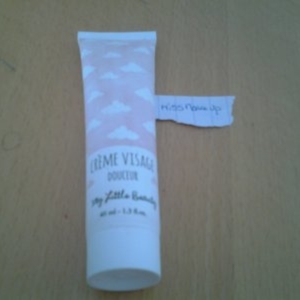 CRÈME VISAGE
DOUCEUR
My Little Beauty
40 ml - 1,3 fl.oz.